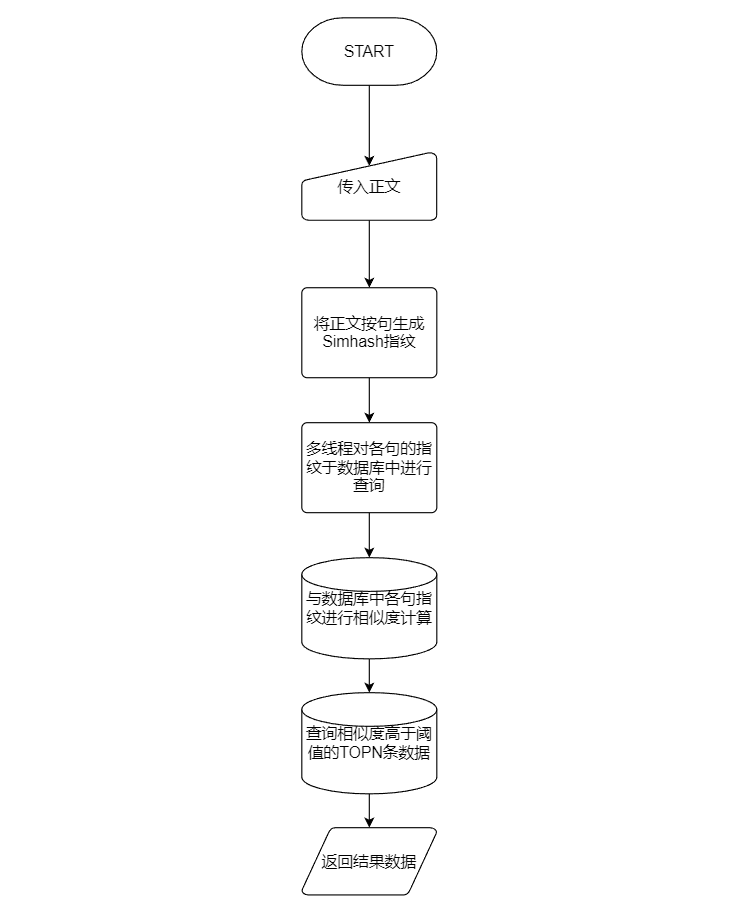 START
传入正文
将正文按句生成
Simhash指纹
多线程对各句的指
纹于数据库中进行
查询
与数据库中各句指
纹进行相似度计算
查询相似度高于阈
值的TOPN条数据
返回结果数据